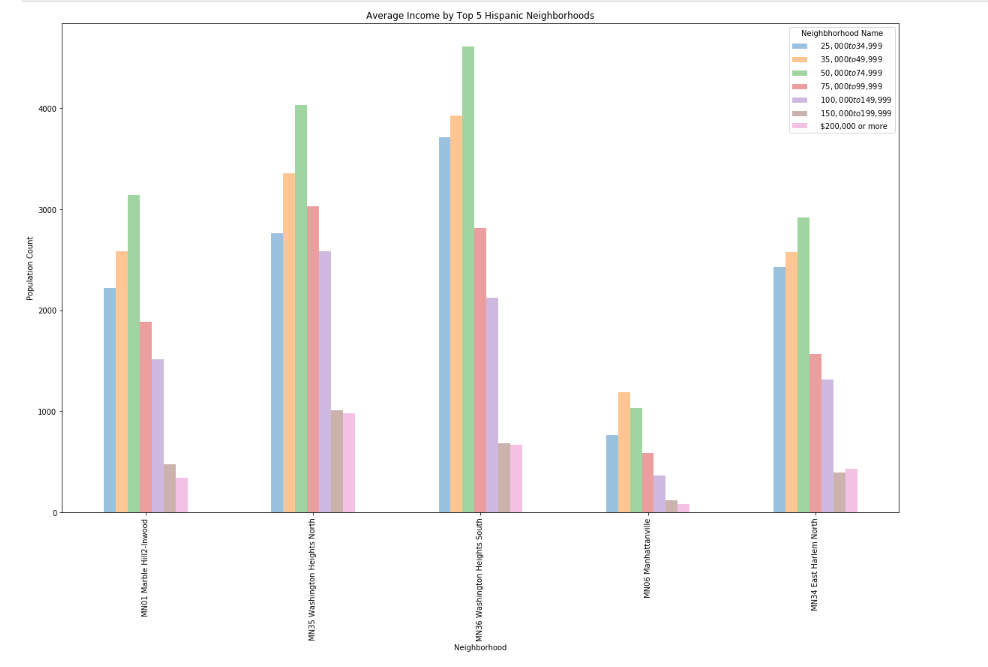 Average Income by Top 5 Hispanic Neighborhoods
Neighbhorhood Name
25,000to34,999
35,000to49,999
50,000to74,999
75,000to99,999
100,000to149,999
150,000to199,999
$200,000 or more
Population Count
4000
3000
2000
1000
0
MN01 Marble Hill2-Inwood
MN35 Washington Heights North
MN36 Washington Heights South
MN06 Manhattanville
MN34 East Harlem North
Neighborhood